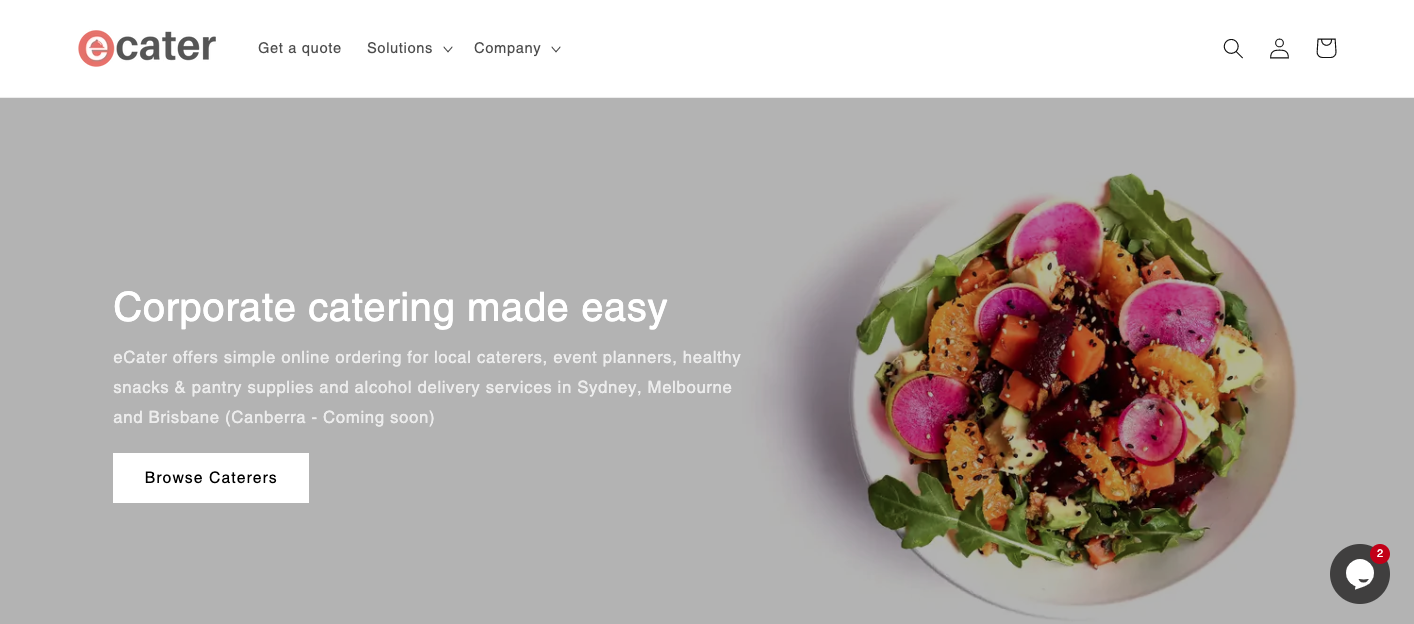 ecater
Get a quote
Solutions
Company
Corporate catering made easy
eCater offers simple online ordering for local caterers, event planners, healthy
snacks & pantry supplies and alcohol delivery services in Sydney, Melbourne
and Brisbane (Canberra - Coming soon)
Browse Caterers
2